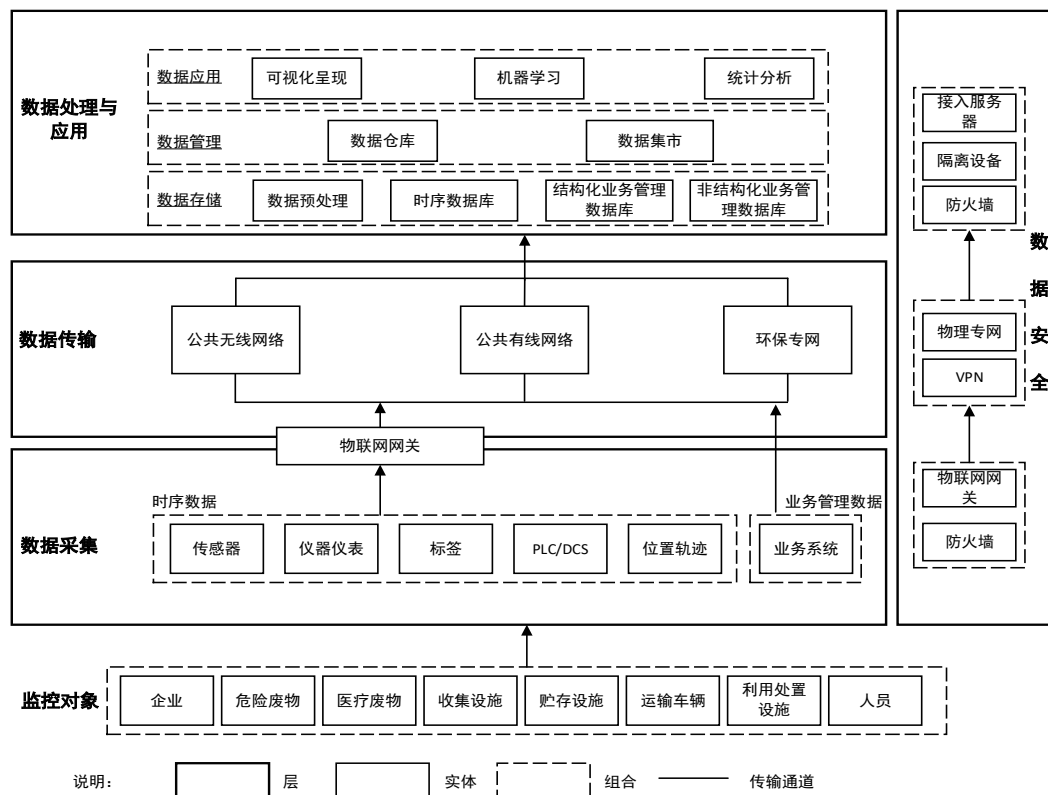 数据处理与
应用
数据应用
可视化呈现
机器学习
统计分析
数据管理
数据仓库
数据集市
数据存储
数据预处理
时序数据库
结构化业务管理
数据库
非结构化业务管
理数据库
数据传输
公共无线网络
公共有线网络
环保专网
物联网网关
数据采集
时序数据
传感器
仪器仪表
标签
PLC/DCS
位置轨迹
业务管理数据
业务系统
监控对象
企业
危险废物
医疗废物
收集设施
贮存设施
运输车辆
利用处置
设施
人员
接入服务
器
隔离设备
防火墙
物理专网
VPN
物联网网
关
防火墙
数
据
安
全
说明：
层
实体
组合
传输通道